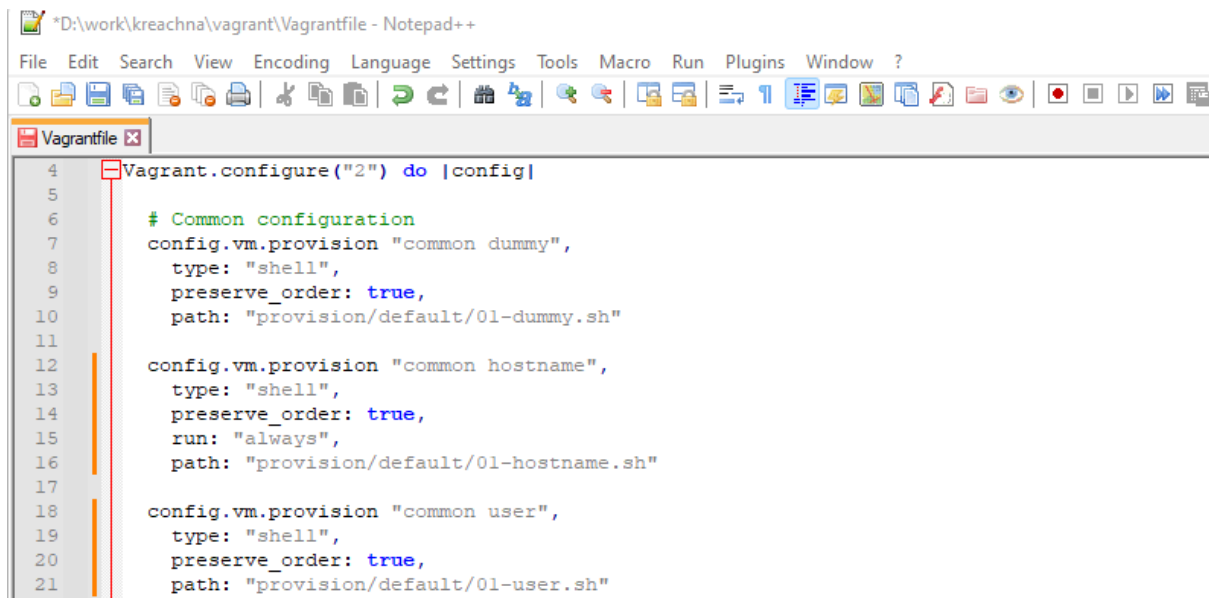 *D:\work\kreachna\vagrant\Vagrantfile - Notepad++
File Edit Search View Encoding Language Settings Tools Macro Run Plugins Window ?
Vagrantfile
4 Vagrant.configure("2") do |config|
5
6 # Common configuration
7 config.vm.provision "common dummy",
8 type: "shell",
9 preserve_order: true,
10 path: "provision/default/01-dummy.sh"
11
12 config.vm.provision "common hostname",
13 type: "shell",
14 preserve_order: true,
15 run: "always",
16 path: "provision/default/01-hostname.sh"
17
18 config.vm.provision "common user",
19 type: "shell",
20 preserve_order: true,
21 path: "provision/default/01-user.sh"